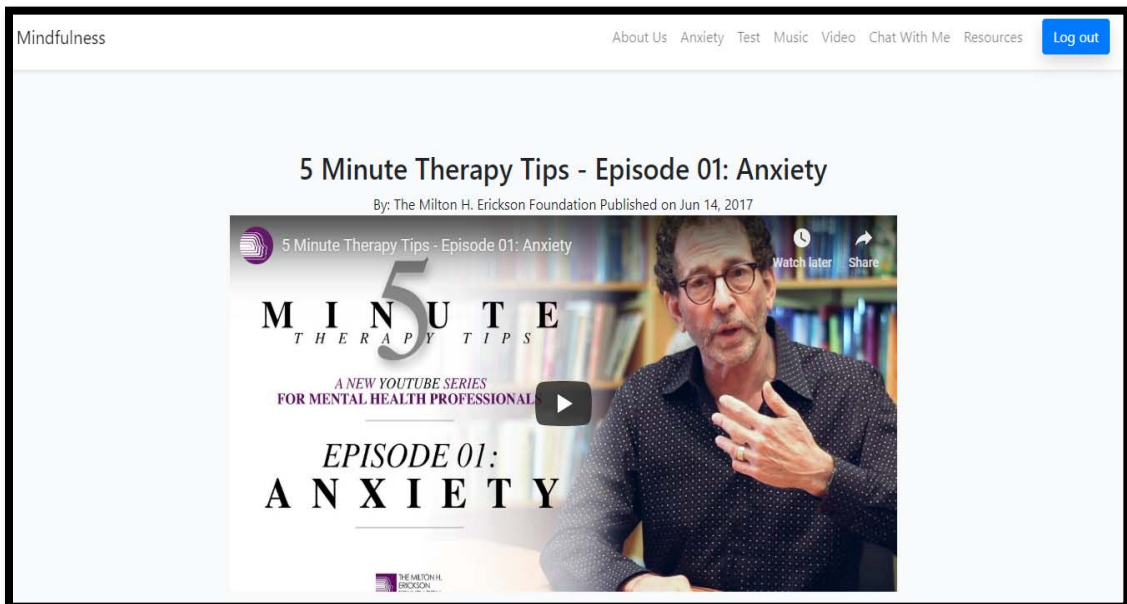 Mindfulness
About Us Anxiety Test Music Video Chat With Me Resources Log out
5 Minute Therapy Tips - Episode 01: Anxiety
By: The Milton H. Erickson Foundation Published on Jun 14, 2017
5 Minute Therapy Tips - Episode 01: Anxiety
Watch later Share
5
MINUTE
THERAPY TIPS
A NEW YOUTUBE SERIES
FOR MENTAL HEALTH PROFESSIONALS
EPISODE 01:
ANXIETY
THE MILTON H.
ERICKSON